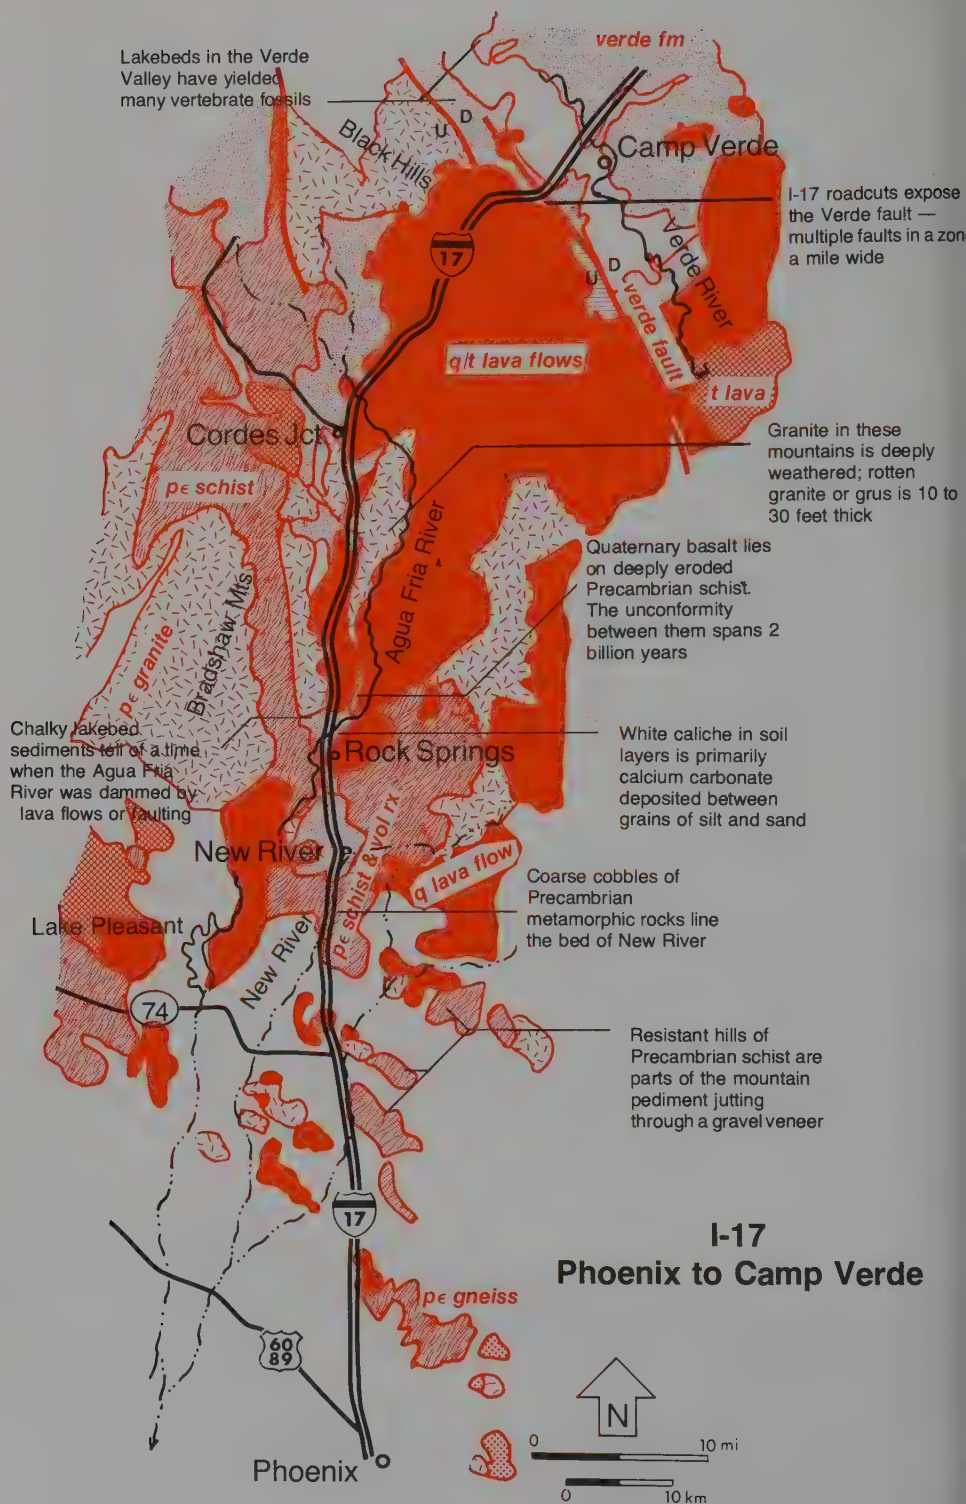 verde fm
Lakebeds in the Verde
Valley have yielded
many vertebrate fossils
U D
Black Hills
Camp Verde
I-17 roadcuts expose
the Verde fault —
multiple faults in a zon
a mile wide
17
Verde River
U D
verde fault
q/t lava flows
t lava
Cordes Jct
Granite in these
mountains is deeply
weathered; rotten
granite or grus is 10 to
30 feet thick
pє schist
Agua Fria River
Quaternary basalt lies
on deeply eroded
Precambrian schist.
The unconformity
between them spans 2
billion years
Bradshaw Mts
pє granite
Chalky lakebed
sediments tell of a time
when the Agua Fria
River was dammed by
lava flows or faulting
Rock Springs
White caliche in soil
layers is primarily
calcium carbonate
deposited between
grains of silt and sand
New River
pє schist & vol rx
q lava flow
Coarse cobbles of
Precambrian
metamorphic rocks line
the bed of New River
Lake Pleasant
New River
74
Resistant hills of
Precambrian schist are
parts of the mountain
pediment jutting
through a gravel veneer
17
I-17
Phoenix to Camp Verde
pє gneiss
60
89
N
0 10 mi
0 10 km
Phoenix